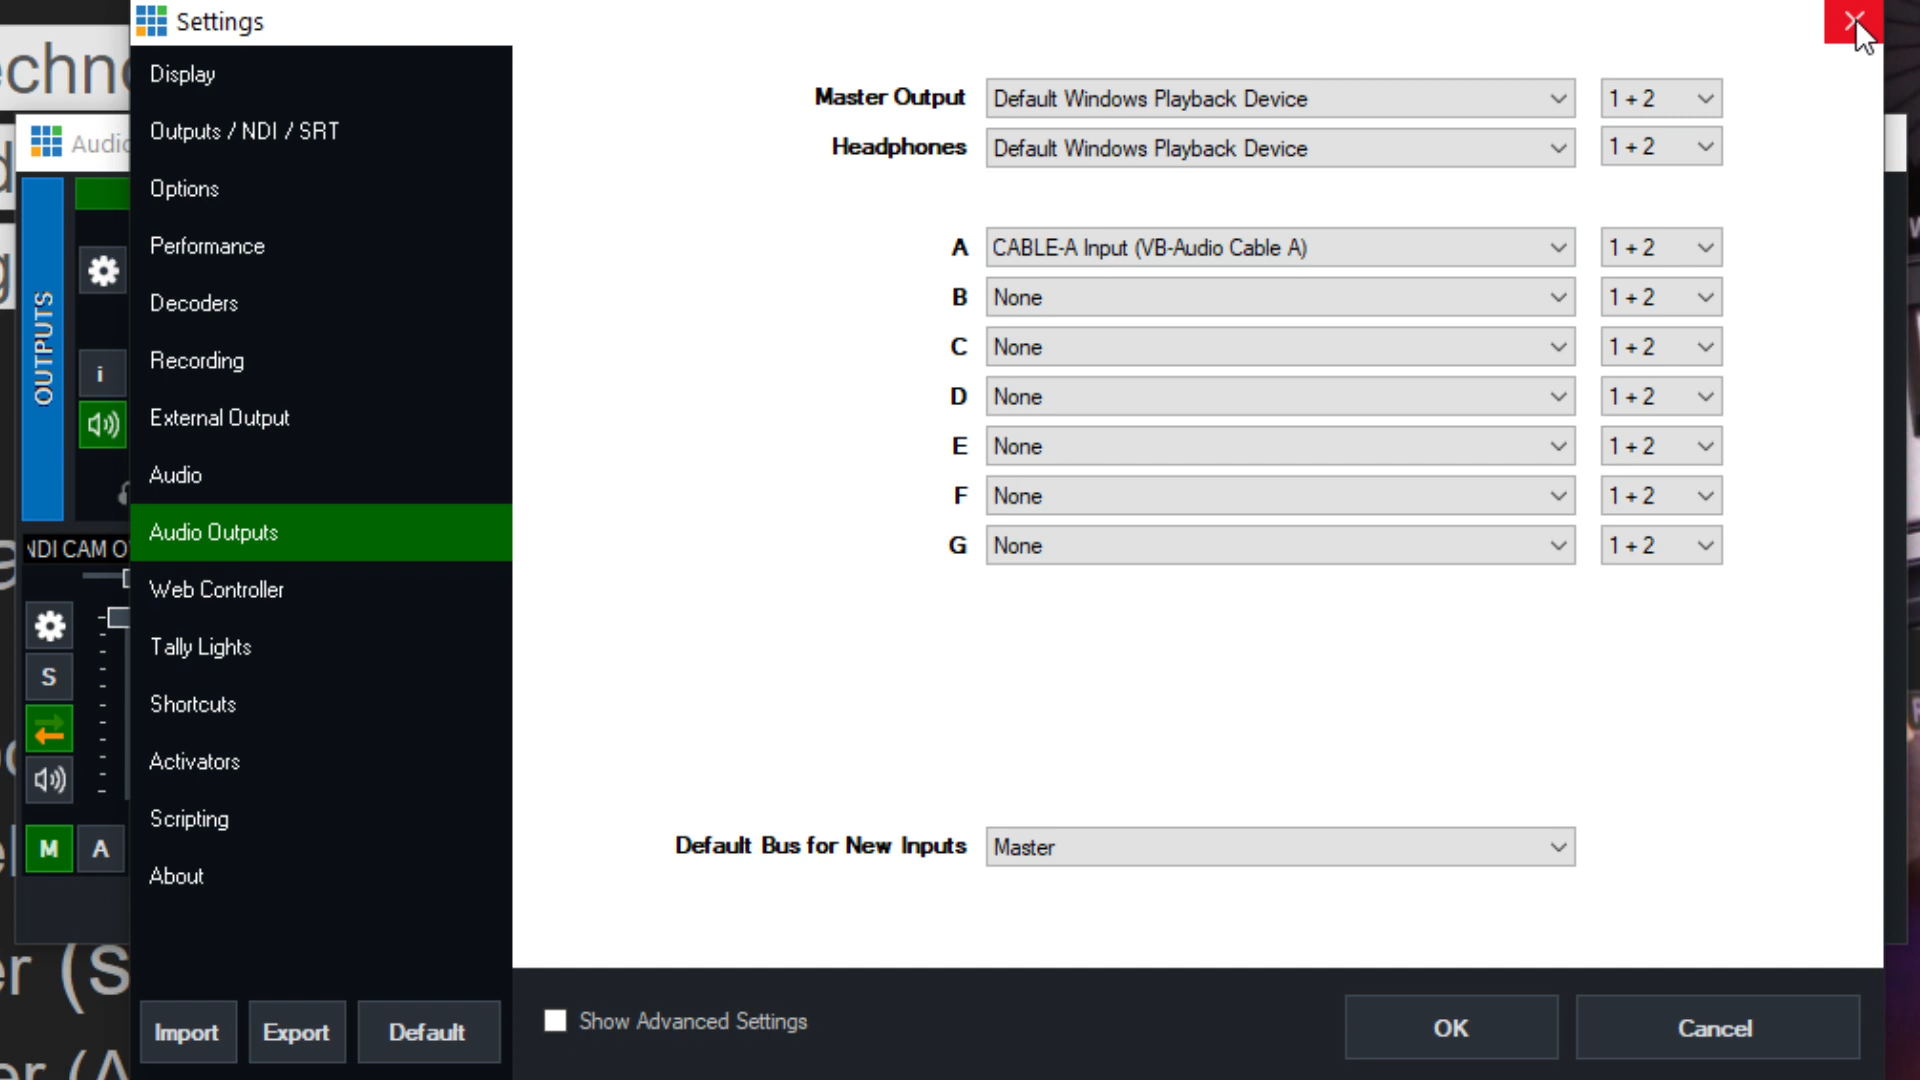 Settings
Display
Outputs / NDI / SRT
Options
Performance
Decoders
Recording
External Output
Audio
Audio Outputs
Web Controller
Tally Lights
Shortcuts
Activators
Scripting
About
Import
Export
Default
Master Output
Default Windows Playback Device
1 + 2
Headphones
Default Windows Playback Device
1 + 2
A
CABLE-A Input (VB-Audio Cable A)
1 + 2
B
None
1 + 2
C
None
1 + 2
D
None
1 + 2
E
None
1 + 2
F
None
1 + 2
G
None
1 + 2
Default Bus for New Inputs
Master
Show Advanced Settings
OK
Cancel
echno
Audio
OUTPUTS
i
NDI CAM O
S
M
A
er (S
er (A